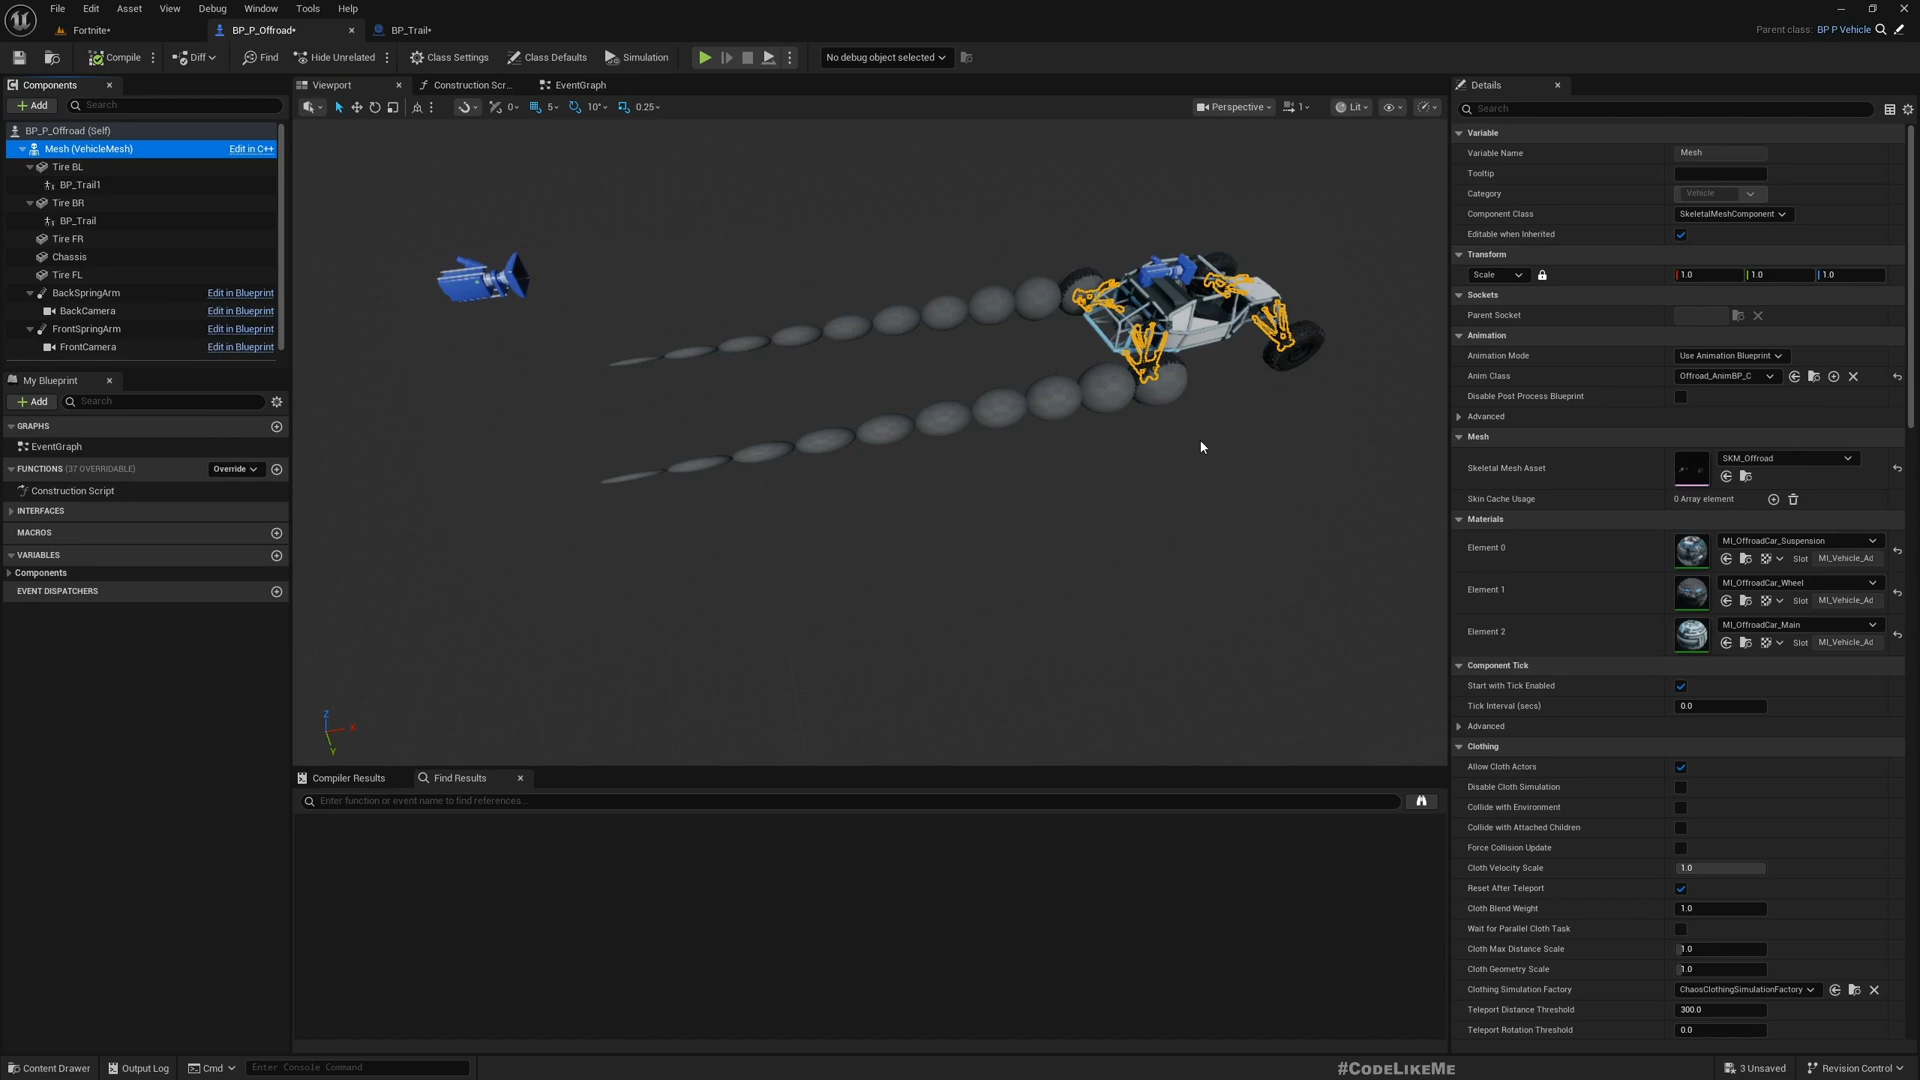 File Edit Asset View Debug Window Tools Help
Fortnite* BP_P_Offroad* BP_Trail* Parent class: BP P Vehicle
Compile Diff Find Hide Unrelated Class Settings Class Defaults Simulation No debug object selected
Components
Add Search
BP_P_Offroad (Self)
Mesh (VehicleMesh) Edit in C++
Tire BL
BP_Trail1
Tire BR
BP_Trail
Tire FR
Chassis
Tire FL
BackSpringArm Edit in Blueprint
BackCamera Edit in Blueprint
FrontSpringArm Edit in Blueprint
FrontCamera Edit in Blueprint
My Blueprint
Add Search
GRAPHS
EventGraph
FUNCTIONS (37 OVERRIDABLE) Override
Construction Script
INTERFACES
MACROS
VARIABLES
Components
EVENT DISPATCHERS
Viewport Construction Scr... EventGraph
0 5 10° 0.25 Perspective 1 Lit
Z
X
Y
Compiler Results Find Results
Enter function or event name to find references...
Details
Search
Variable
Variable Name Mesh
Tooltip
Category Vehicle
Component Class SkeletalMeshComponent
Editable when Inherited
Transform
Scale 1.0 1.0 1.0
Sockets
Parent Socket
Animation
Animation Mode Use Animation Blueprint
Anim Class Offroad_AnimBP_C
Disable Post Process Blueprint
Advanced
Mesh
Skeletal Mesh Asset SKM_Offroad
Skin Cache Usage 0 Array element
Materials
Element 0 MI_OffroadCar_Suspension
Slot MI_Vehicle_Ad
Element 1 MI_OffroadCar_Wheel
Slot MI_Vehicle_Ad
Element 2 MI_OffroadCar_Main
Slot MI_Vehicle_Ad
Component Tick
Start with Tick Enabled
Tick Interval (secs) 0.0
Advanced
Clothing
Allow Cloth Actors
Disable Cloth Simulation
Collide with Environment
Collide with Attached Children
Force Collision Update
Cloth Velocity Scale 1.0
Reset After Teleport
Cloth Blend Weight 1.0
Wait for Parallel Cloth Task
Cloth Max Distance Scale 1.0
Cloth Geometry Scale 1.0
Clothing Simulation Factory ChaosClothingSimulationFactory
Teleport Distance Threshold 300.0
Teleport Rotation Threshold 0.0
Content Drawer Output Log Cmd Enter Console Command #CodeLikeMe 3 Unsaved Revision Control